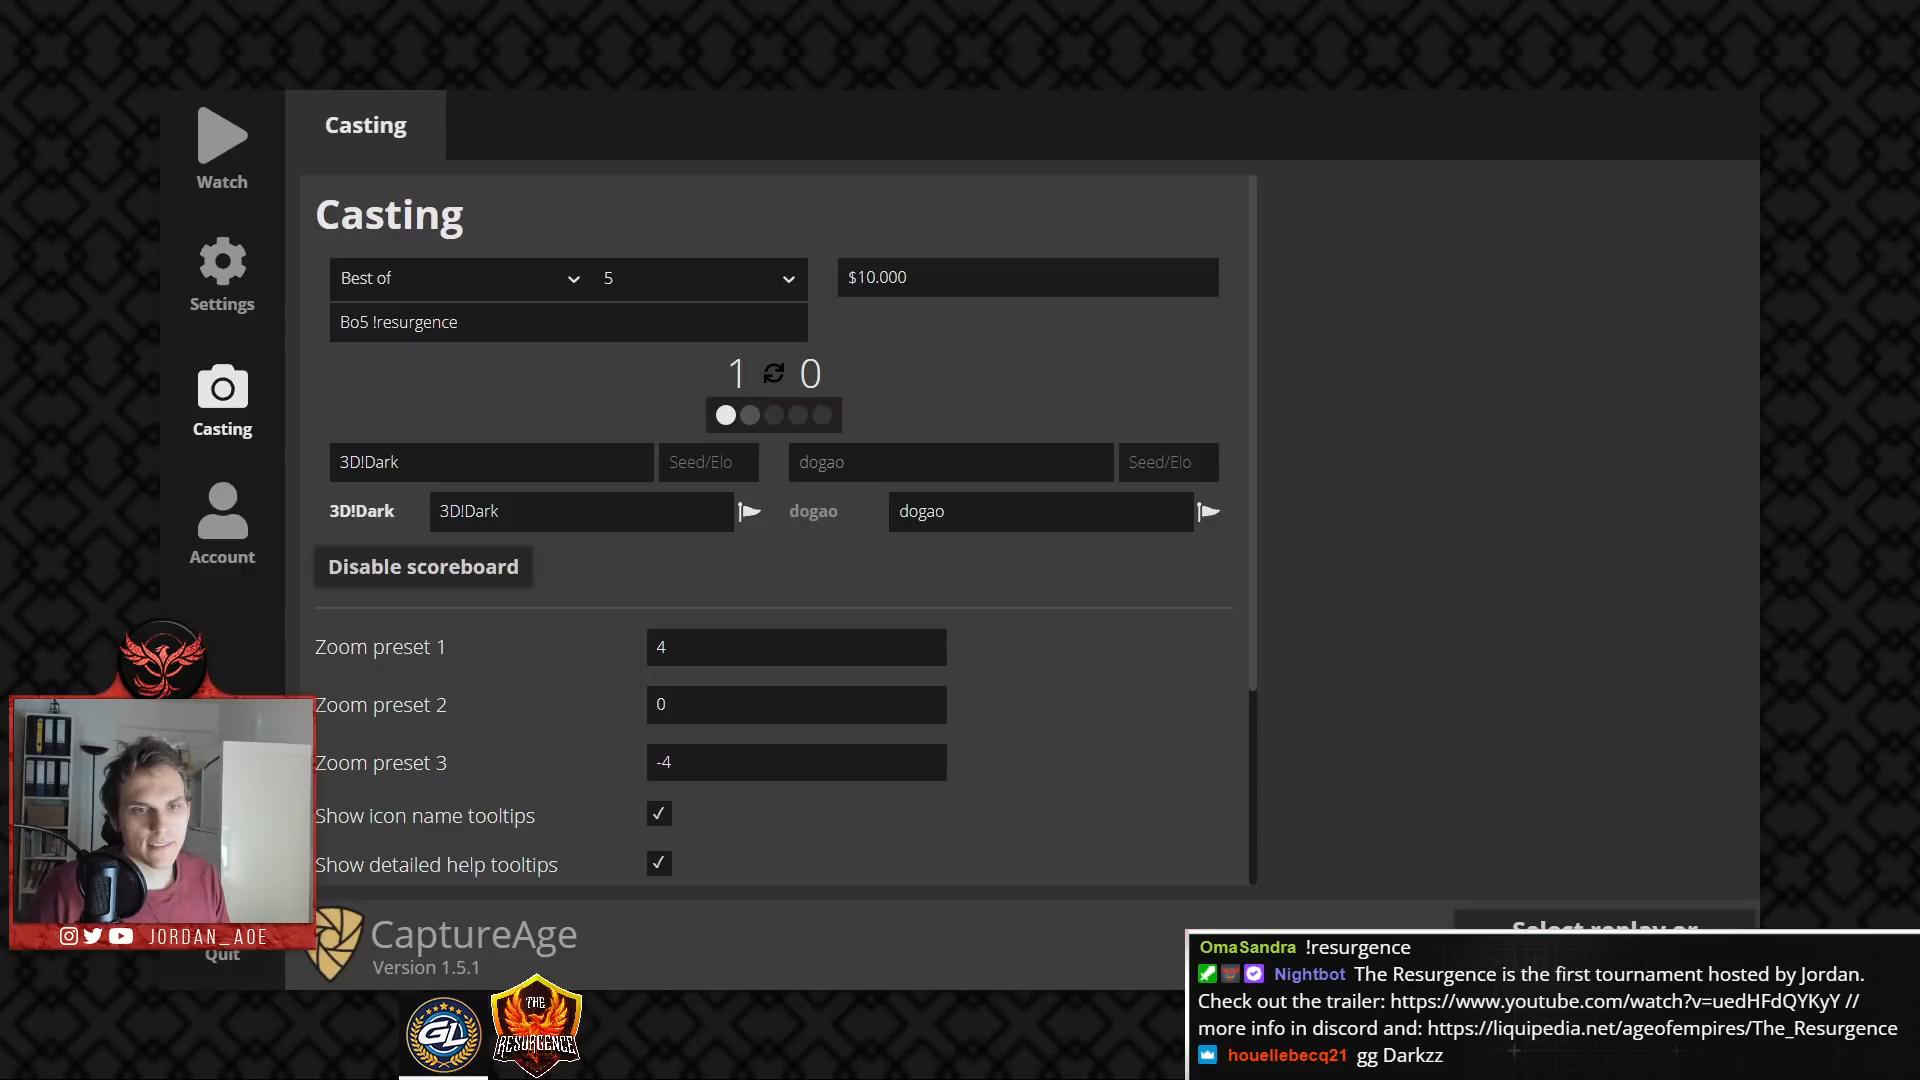 Casting
Watch
Casting
Best of
5
$10.000
Settings
Bo5 !resurgence
1 0
Casting
3D!Dark
Seed/Elo
dogao
Seed/Elo
3D!Dark
3D!Dark
dogao
dogao
Account
Disable scoreboard
Zoom preset 1
4
Zoom preset 2
0
Zoom preset 3
-4
Show icon name tooltips
Show detailed help tooltips
JORDAN_AOE
Quit
CaptureAge
Version 1.5.1
GL
THE
RESURGENCE
Select replay or
OmaSandra !resurgence
Nightbot The Resurgence is the first tournament hosted by Jordan.
Check out the trailer: https://www.youtube.com/watch?v=uedHFdQYKyY //
more info in discord and: https://liquipedia.net/ageofempires/The_Resurgence
houellebecq21 gg Darkzz